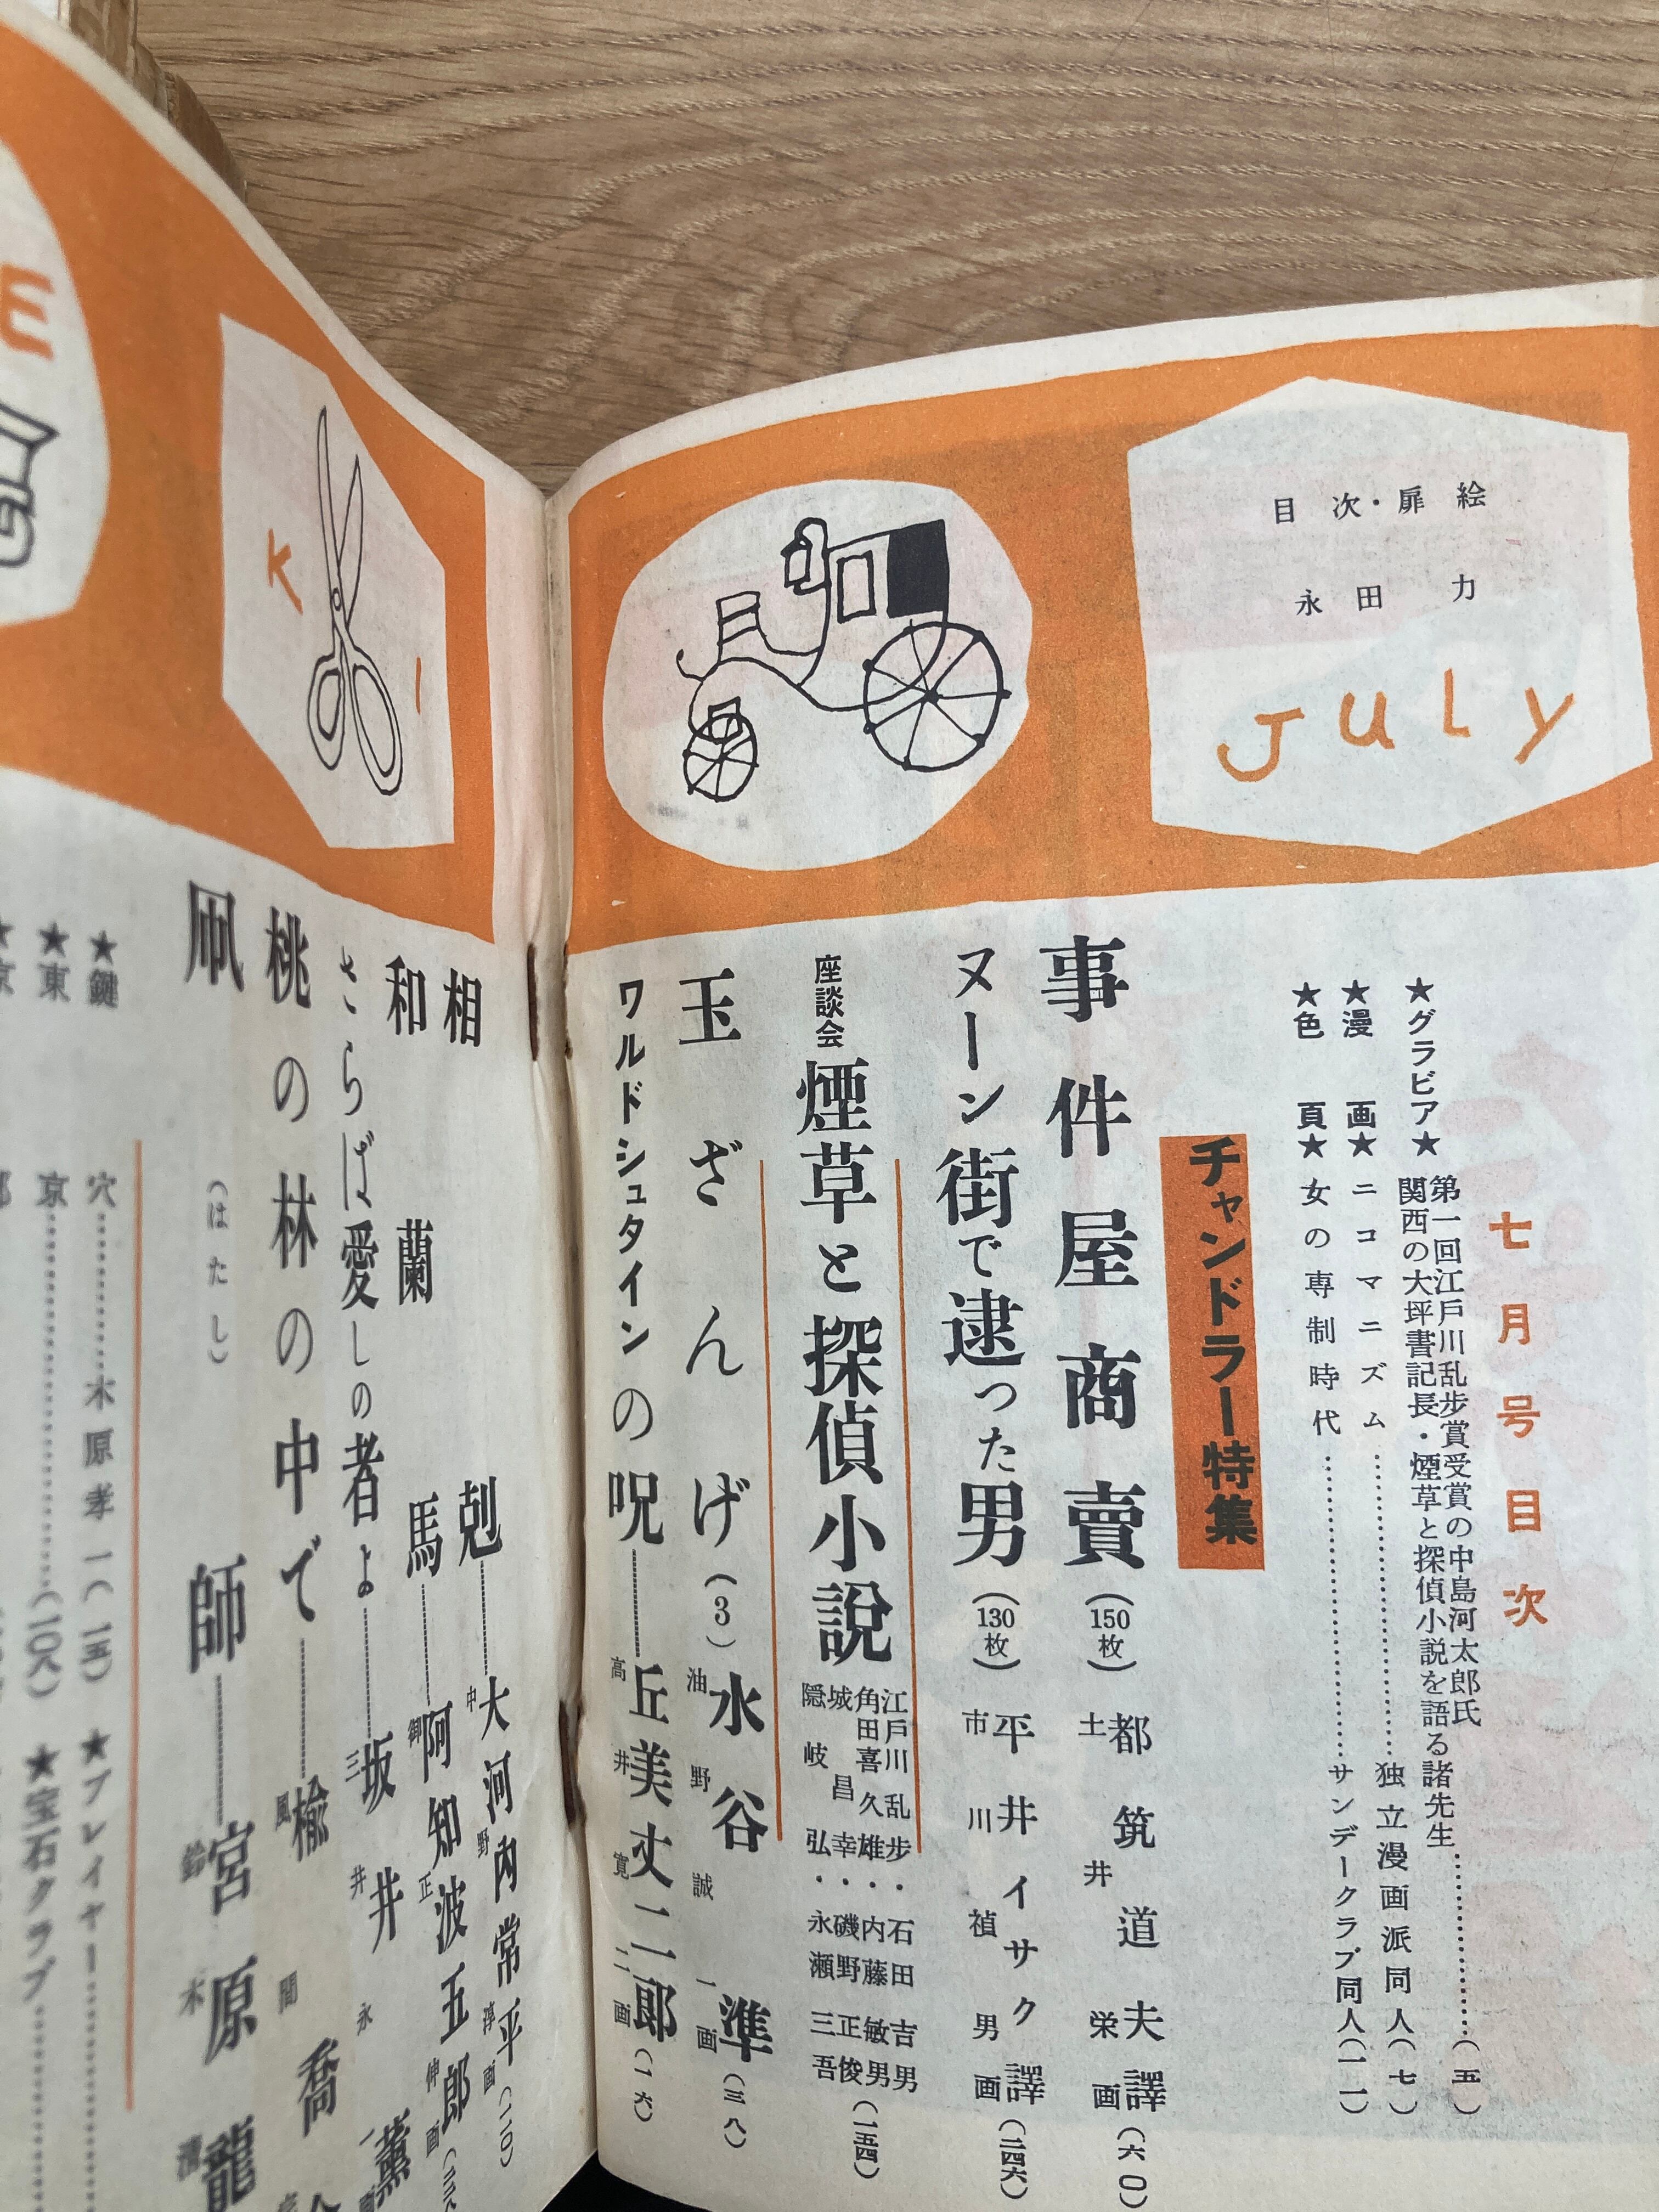 目次・扉絵
永田 力
July
七月号目次
★グラビア★
第一回江戸川乱歩賞受賞の中島河太郎氏
関西の大坪書記長・煙草と探偵小説を語る諸先生……(五)
★漫画★ ニコマニズム……独立漫画派同人(七)
★色頁★ 女の専制時代……サンデークラブ同人(一一)
チャンドラー特集
事件屋商賣(150枚) 都筑道夫譯(六〇)
土井栄画
ヌーン街で逮った男(130枚) 平井イサク譯(二四六)
市川禎男画
座談会 煙草と探偵小説
江戸川乱歩・石田吉男
角田喜久雄・内藤敏男
城昌幸・磯野正俊
隠岐弘・永瀬三吾
(一五四)
玉ざんげ(3) 水谷準(三八)
油野誠一画
ワルドシュタインの呪 丘美丈二郎(一六)
高井寛二画
相剋 大河内常平(一一〇)
中野淳画
和蘭馬 阿知波五郎
御正伸画
さらば愛しの者よ 坂井薫
三井永一
桃の林の中で 楡喬
風間
凧師(はたし) 宮原龍
鈴木
★鍵穴……木原孝一(一五)
★プレイヤー……
★東京……(一〇八)
★宝石クラブ……
K
E